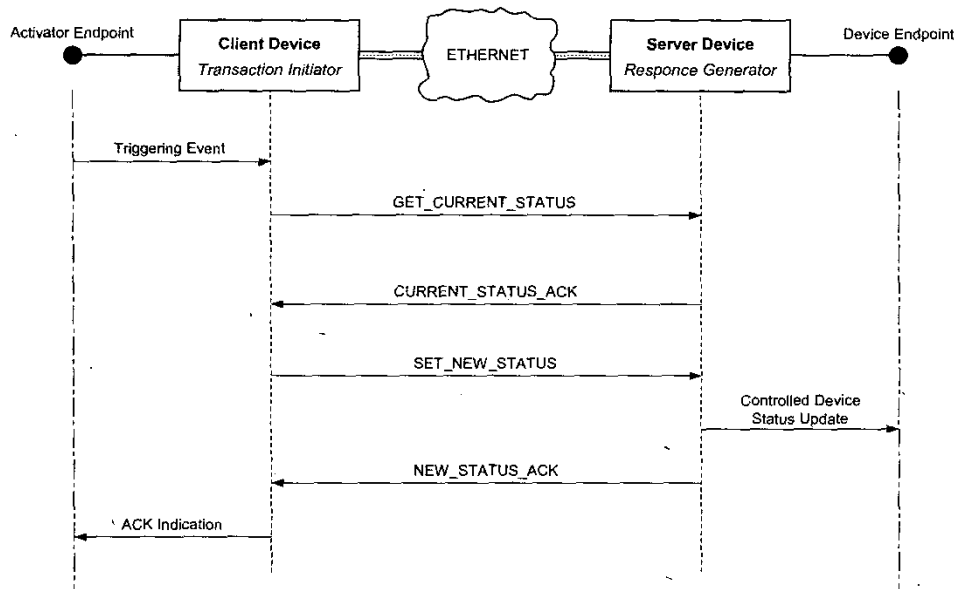 Activator Endpoint
Client Device
Transaction Initiator
ETHERNET
Server Device
Responce Generator
Device Endpoint
Triggering Event
GET_CURRENT_STATUS
CURRENT_STATUS_ACK
SET_NEW_STATUS
Controlled Device
Status Update
NEW_STATUS_ACK
ACK Indication